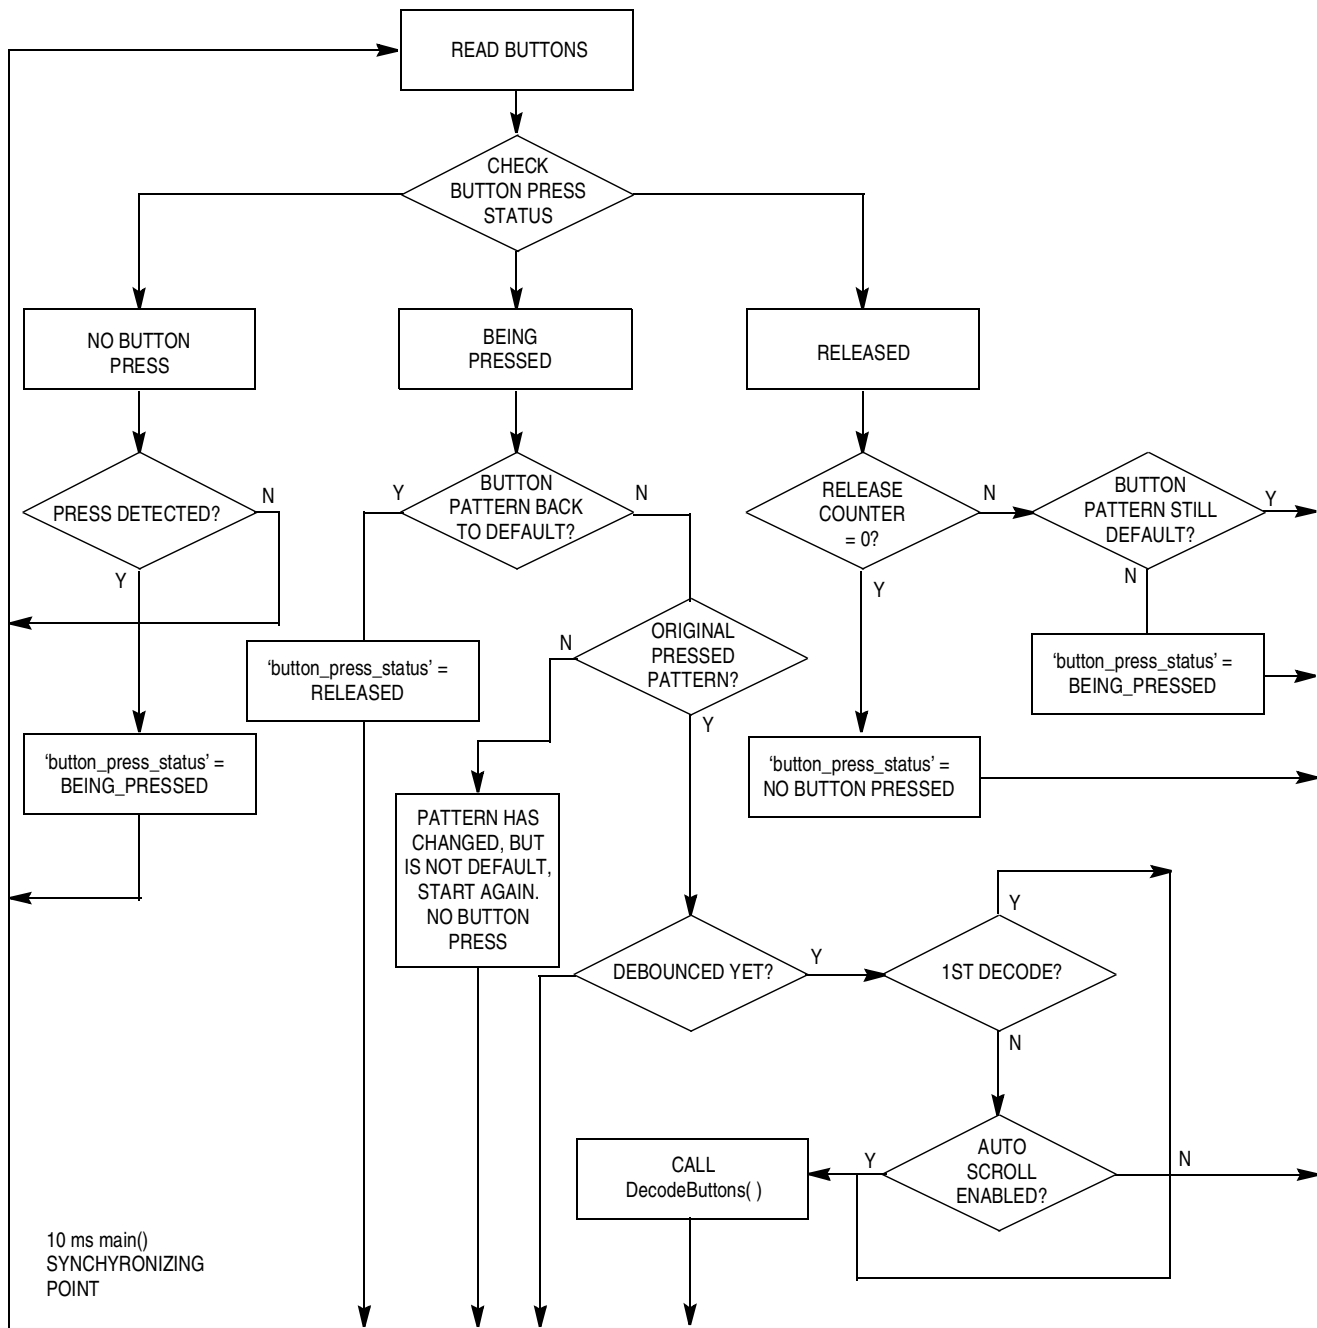 READ BUTTONS
CHECK
BUTTON PRESS
STATUS
NO BUTTON
PRESS
BEING
PRESSED
RELEASED
PRESS DETECTED?
N
Y
Y
BUTTON
PATTERN BACK
TO DEFAULT?
N
RELEASE
COUNTER
= 0?
N
Y
BUTTON
PATTERN STILL
DEFAULT?
Y
N
‘button_press_status’ =
RELEASED
N
ORIGINAL
PRESSED
PATTERN?
Y
‘button_press_status’ =
BEING_PRESSED
‘button_press_status’ =
BEING_PRESSED
‘button_press_status’ =
NO BUTTON PRESSED
PATTERN HAS
CHANGED, BUT
IS NOT DEFAULT,
START AGAIN.
NO BUTTON
PRESS
DEBOUNCED YET?
Y
Y
1ST DECODE?
N
CALL
DecodeButtons( )
Y
AUTO
SCROLL
ENABLED?
N
10 ms main()
SYNCHYRONIZING
POINT